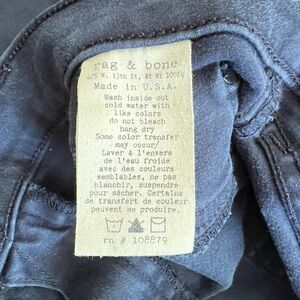 rag & bone
425 W. 13th St, NY NY 10014
Made in U.S.A.
Wash inside out
cold water with
like colors
do not bleach
hang dry
Some color transfer
may occur/
Laver à l'envers
de l'eau froide
avec des couleurs
semblables, ne pas
blanchir, suspendre
pour sécher. Certains
de transfert de couleur
peuvent se produire.
rn # 108879